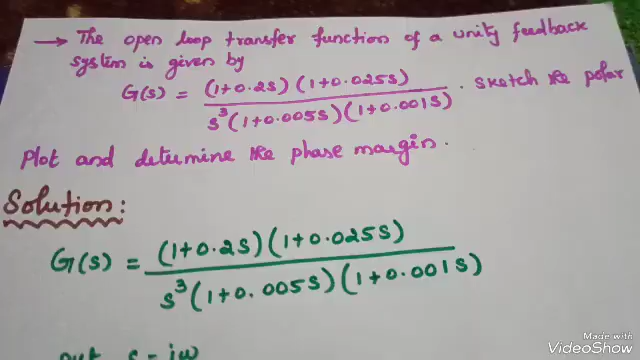 → The open loop transfer function of a unity feedback
system is given by
G(s) = (1+0.2s)(1+0.025s) / s³(1+0.005s)(1+0.001s) . sketch the polar
Plot and determine the phase margin.
Solution:
G(s) = (1+0.2s)(1+0.025s) / s³(1+0.005s)(1+0.001s)
put s = jω
Made with
VideoShow